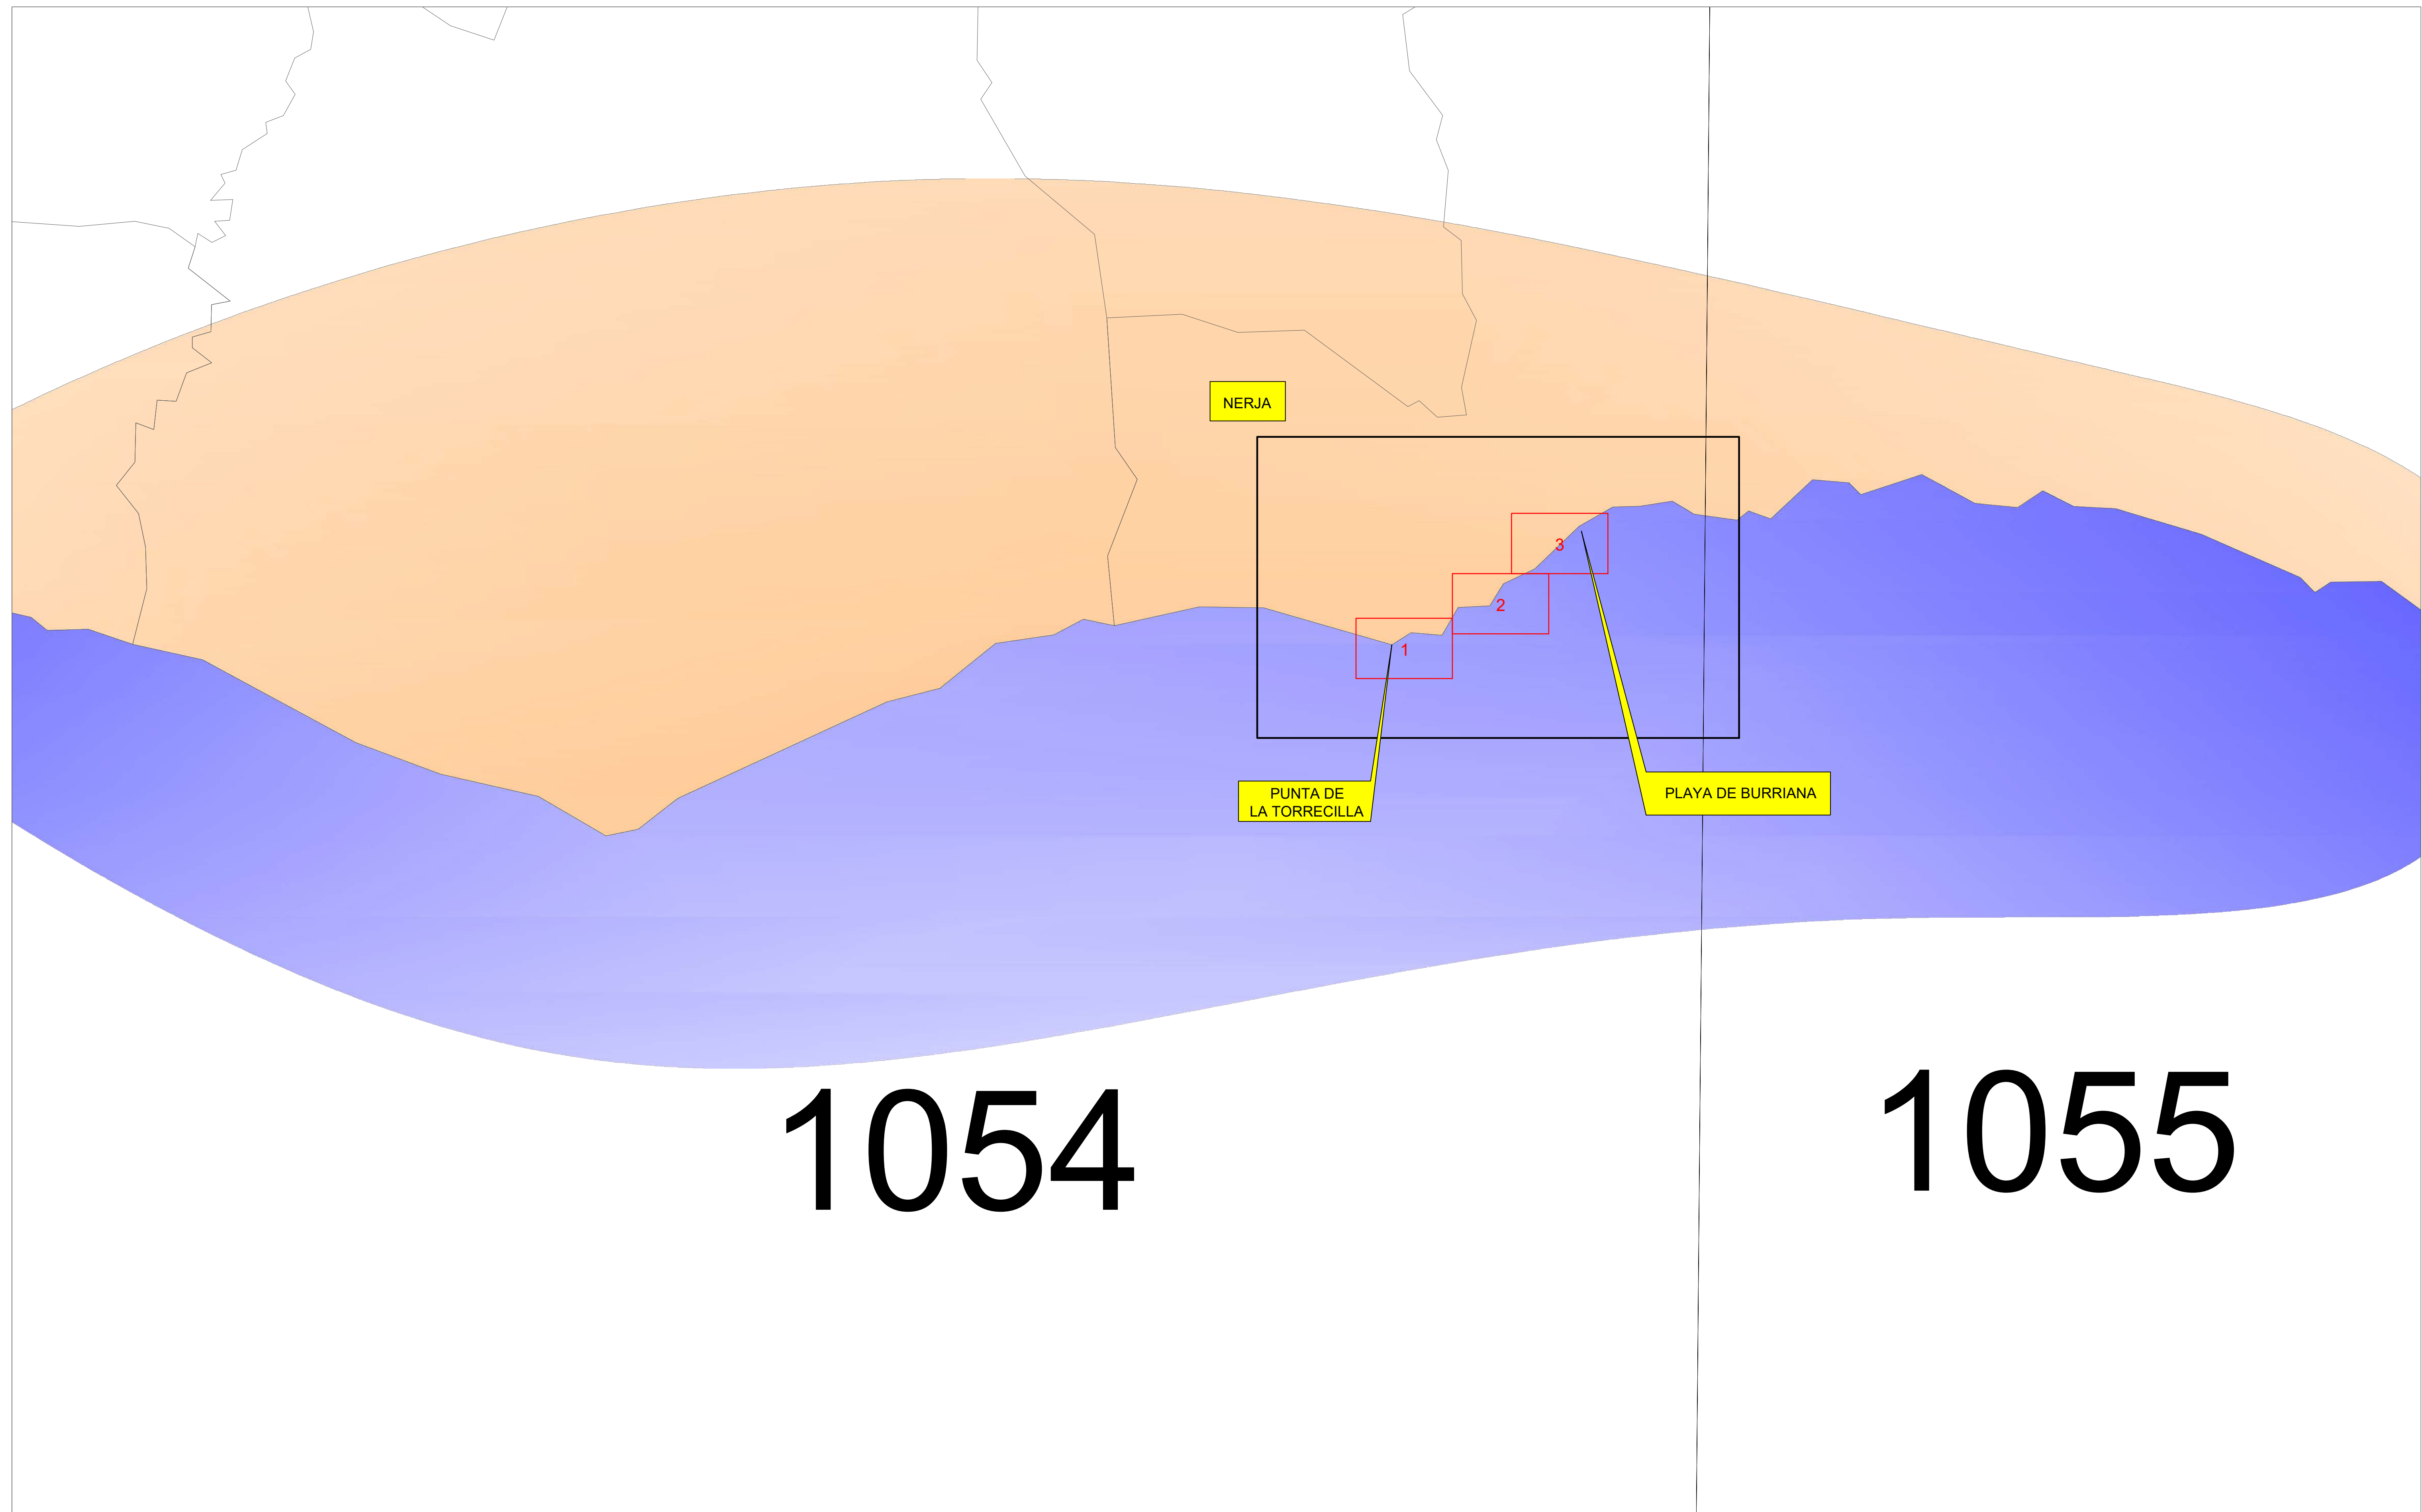 NERJA
3
2
1
PUNTA DE
LA TORRECILLA
PLAYA DE BURRIANA
1054
1055